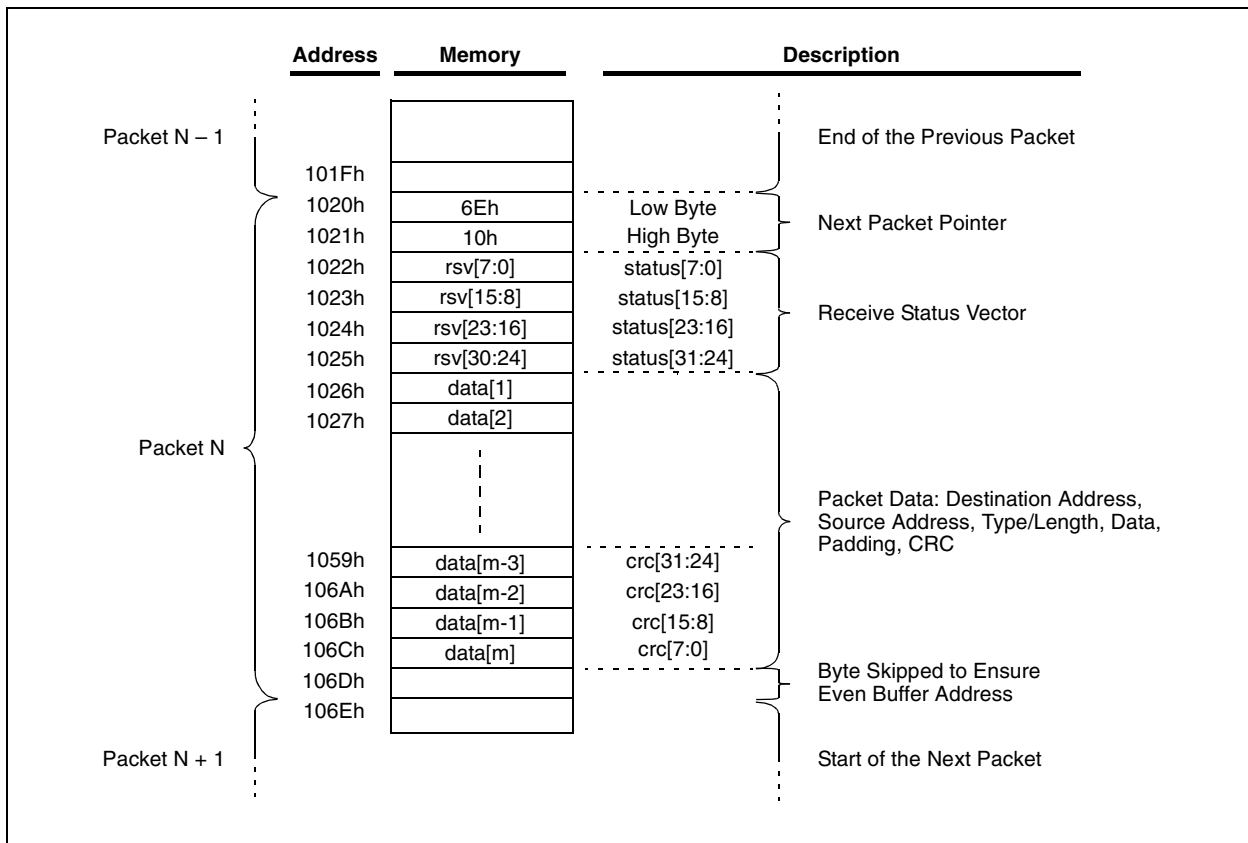 Address Memory Description
Packet N – 1 End of the Previous Packet
101Fh
1020h 6Eh Low Byte
Next Packet Pointer
1021h 10h High Byte
1022h rsv[7:0] status[7:0]
1023h rsv[15:8] status[15:8]
Receive Status Vector
1024h rsv[23:16] status[23:16]
1025h rsv[30:24] status[31:24]
1026h data[1]
1027h data[2]
Packet N
Packet Data: Destination Address,
Source Address, Type/Length, Data,
Padding, CRC
1059h data[m-3] crc[31:24]
106Ah data[m-2] crc[23:16]
106Bh data[m-1] crc[15:8]
106Ch data[m] crc[7:0]
Byte Skipped to Ensure
106Dh
Even Buffer Address
106Eh
Packet N + 1 Start of the Next Packet